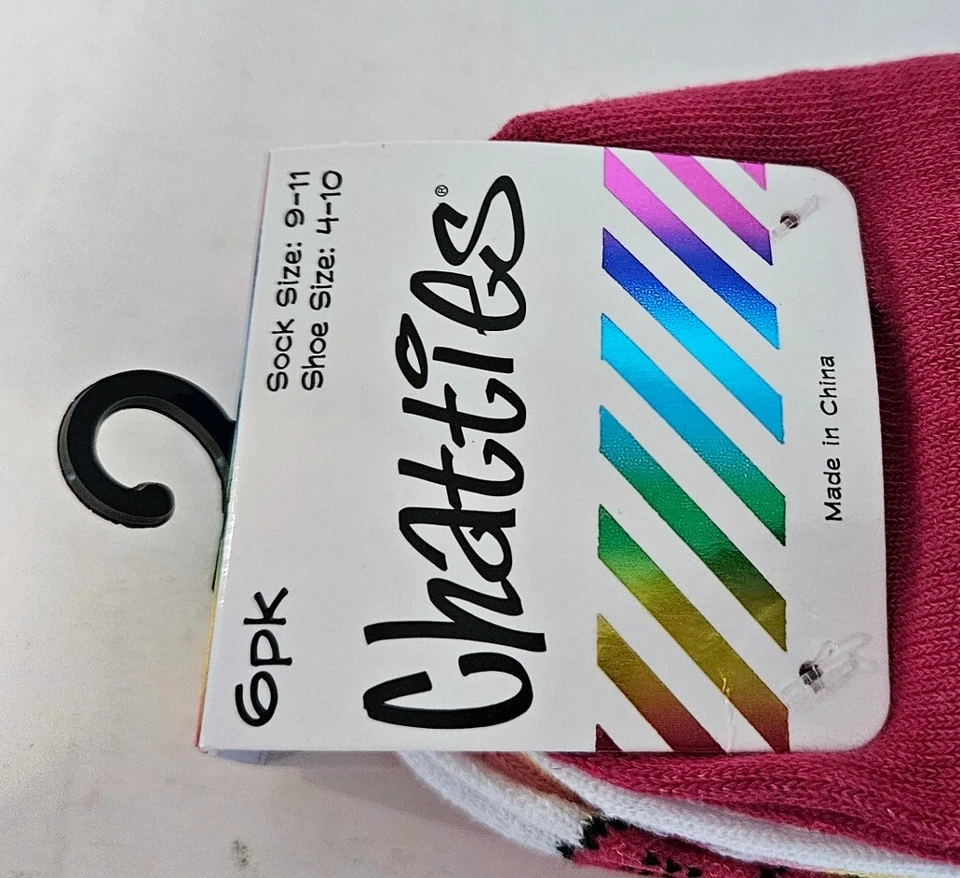 6PK
Sock Size: 9-11
Shoe Size: 4-10
Chatties®
Made in China